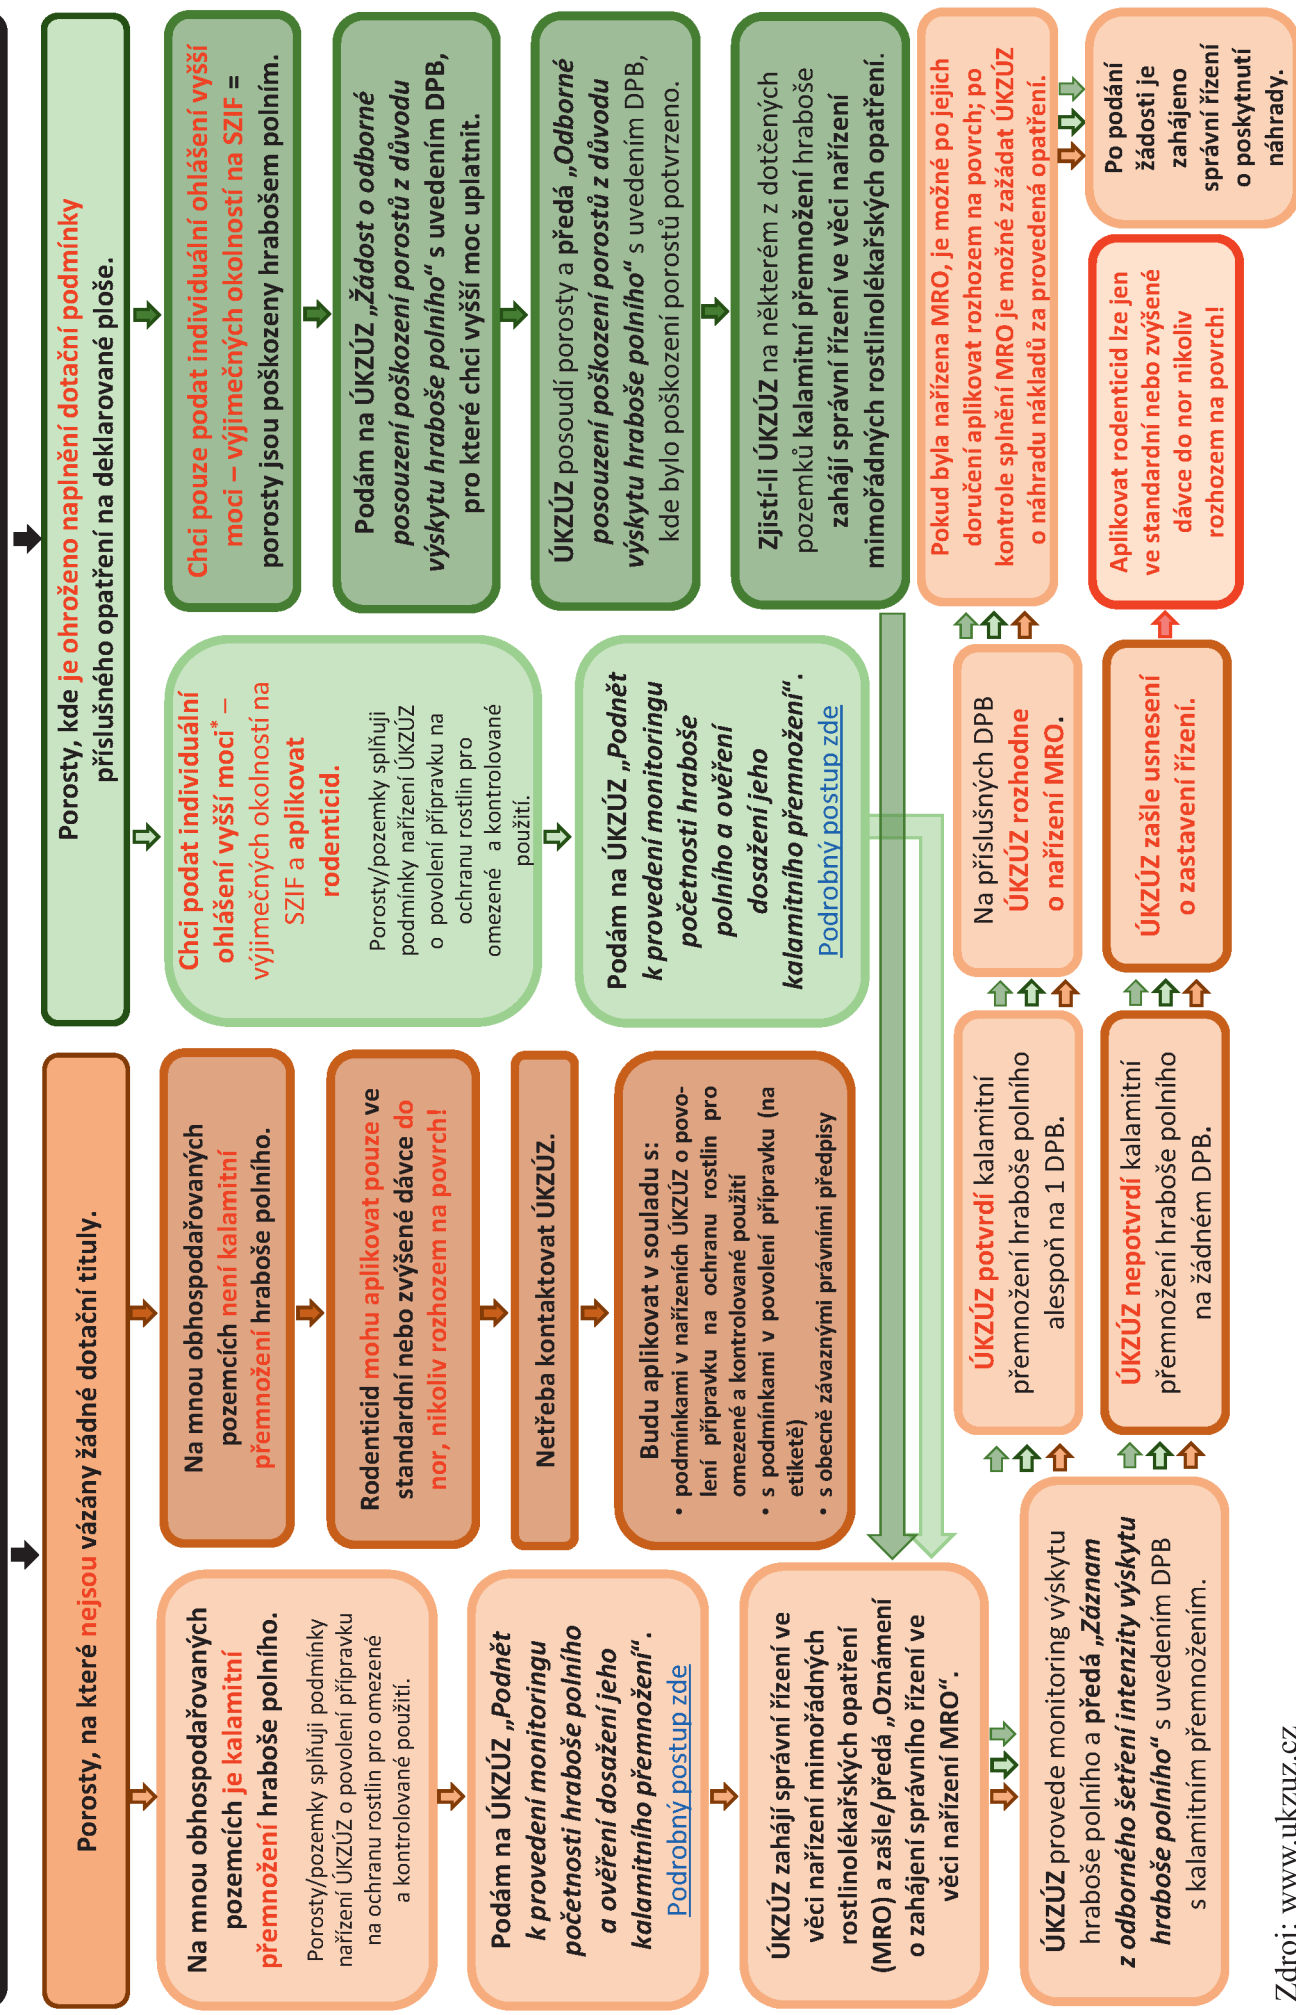 Porosty, na které nejsou vázány žádné dotační tituly.
Na mnou obhospodařovaných
pozemcích je kalamitní
přemnožení hraboše polního.
Porosty/pozemky splňují podmínky
nařízení ÚKZÚZ o povolení přípravku
na ochranu rostlin pro omezené
a kontrolované použití.
Podám na ÚKZÚZ „Podnět
k provedení monitoringu
početnosti hraboše polního
a ověření dosažení jeho
kalamitního přemnožení“.
Podrobný postup zde
ÚKZÚZ zahájí správní řízení ve
věci nařízení mimořádných
rostlinolékařských opatření
(MRO) a zašle/předá „Oznámení
o zahájení správního řízení ve
věci nařízení MRO“.
ÚKZÚZ provede monitoring výskytu
hraboše polního a předá „Záznam
z odborného šetření intenzity výskytu
hraboše polního“ s uvedením DPB
s kalamitním přemnožením.
Na mnou obhospodařovaných
pozemcích není kalamitní
přemnožení hraboše polního.
Rodenticid mohu aplikovat pouze ve
standardní nebo zvýšené dávce do
nor, nikoliv rozhozem na povrch!
Netřeba kontaktovat ÚKZÚZ.
Budu aplikovat v souladu s:
• podmínkami v nařízeních ÚKZÚZ o povo-
lení přípravku na ochranu rostlin pro
omezené a kontrolované použití
• s podmínkami v povolení přípravku (na
etiketě)
• s obecně závaznými právními předpisy
Porosty, kde je ohroženo naplnění dotační podmínky
příslušného opatření na deklarované ploše.
Chci podat individuální
ohlášení vyšší moci* –
výjimečných okolností na
SZIF a aplikovat
rodenticid.
Porosty/pozemky splňují
podmínky nařízení ÚKZÚZ
o povolení přípravku na
ochranu rostlin pro
omezené a kontrolované
použití.
Podám na ÚKZÚZ „Podnět
k provedení monitoringu
početnosti hraboše
polního a ověření
dosažení jeho
kalamitního přemnožení“.
Podrobný postup zde
Chci pouze podat individuální ohlášení vyšší
moci – výjimečných okolností na SZIF =
porosty jsou poškozeny hrabošem polním.
Podám na ÚKZÚZ „Žádost o odborné
posouzení poškození porostů z důvodu
výskytu hraboše polního“ s uvedením DPB,
pro které chci vyšší moc uplatnit.
ÚKZÚZ posoudí porosty a předá „Odborné
posouzení poškození porostů z důvodu
výskytu hraboše polního“ s uvedením DPB,
kde bylo poškození porostů potvrzeno.
Zjistí-li ÚKZÚZ na některém z dotčených
pozemků kalamitní přemnožení hraboše
zahájí správní řízení ve věci nařízení
mimořádných rostlinolékařských opatření.
ÚKZÚZ potvrdí kalamitní
přemnožení hraboše polního
alespoň na 1 DPB.
Na příslušných DPB
ÚKZÚZ rozhodne
o nařízení MRO.
Pokud byla nařízena MRO, je možné po jejich
doručení aplikovat rozhozem na povrch; po
kontrole splnění MRO je možné zažádat ÚKZÚZ
o náhradu nákladů za provedená opatření.
Po podání
žádosti je
zahájeno
správní řízení
o poskytnutí
náhrady.
ÚKZÚZ nepotvrdí kalamitní
přemnožení hraboše polního
na žádném DPB.
ÚKZÚZ zašle usnesení
o zastavení řízení.
Aplikovat rodenticid lze jen
ve standardní nebo zvýšené
dávce do nor nikoliv
rozhozem na povrch!
Zdroj: www.ukzuz.cz